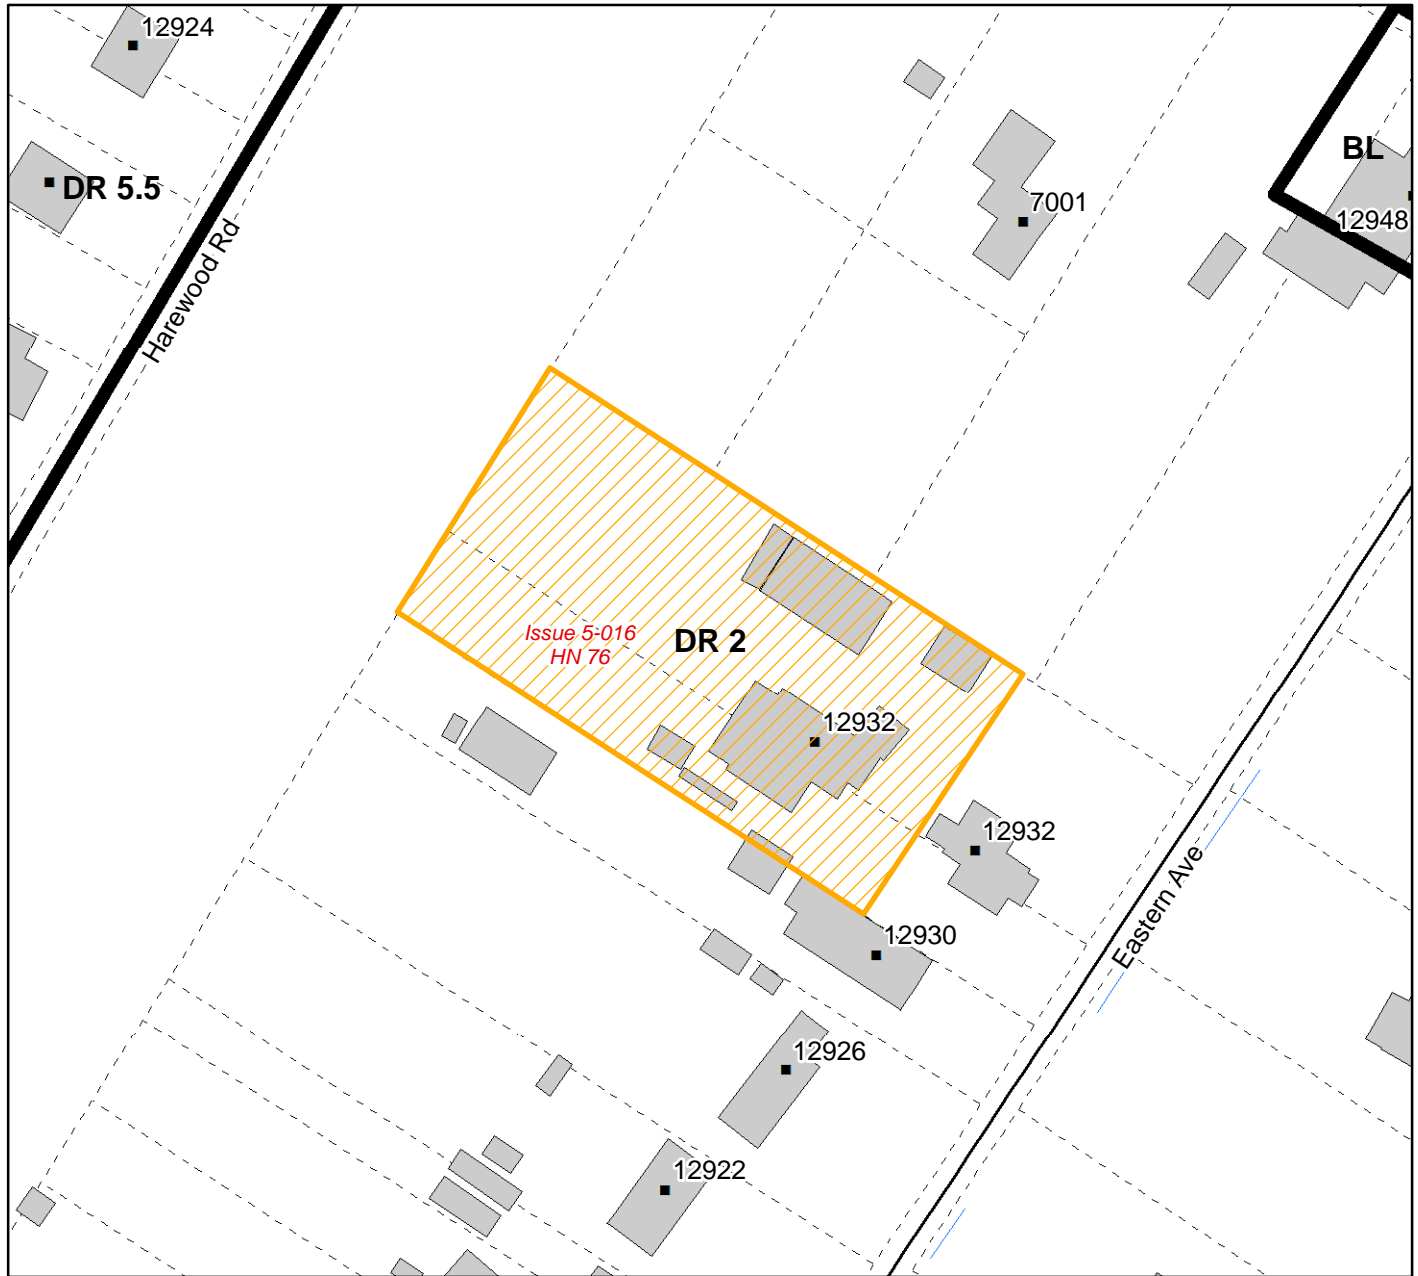 12924
BL
DR 5.5
7001
12948
Harewood Rd
Issue 5-016
HN 76
DR 2
12932
12932
Eastern Ave
12930
12926
12922